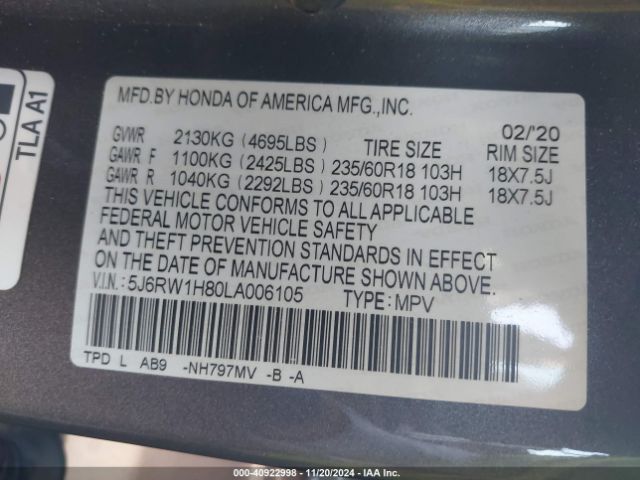 MFD.BY HONDA OF AMERICA MFG.,INC.
02/'20
GVWR 2130KG (4695LBS) TIRE SIZE RIM SIZE
GAWR F 1100KG (2425LBS) 235/60R18 103H 18X7.5J
GAWR R 1040KG (2292LBS) 235/60R18 103H 18X7.5J
THIS VEHICLE CONFORMS TO ALL APPLICABLE
FEDERAL MOTOR VEHICLE SAFETY
AND THEFT PREVENTION STANDARDS IN EFFECT
ON THE DATE OF MANUFACTURE SHOWN ABOVE.
V.I.N.: 5J6RW1H80LA006105 TYPE: MPV
TPD L AB9 -NH797MV -B -A
TLA A1
000-40922998 - 11/20/2024 - IAA Inc.